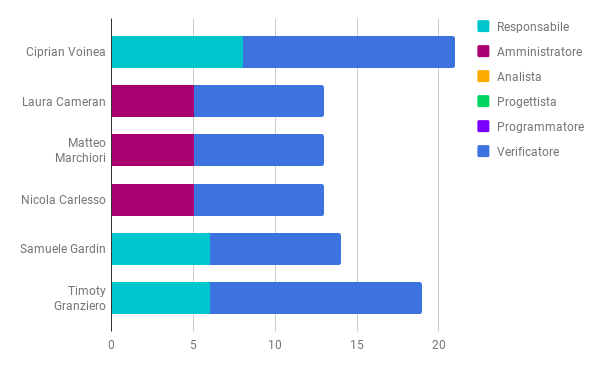 Ciprian Voinea
Laura Cameran
Matteo
Marchiori
Nicola Carlesso
Samuele Gardin
Timoty
Granziero
0 5 10 15 20
Responsabile
Amministratore
Analista
Progettista
Programmatore
Verificatore